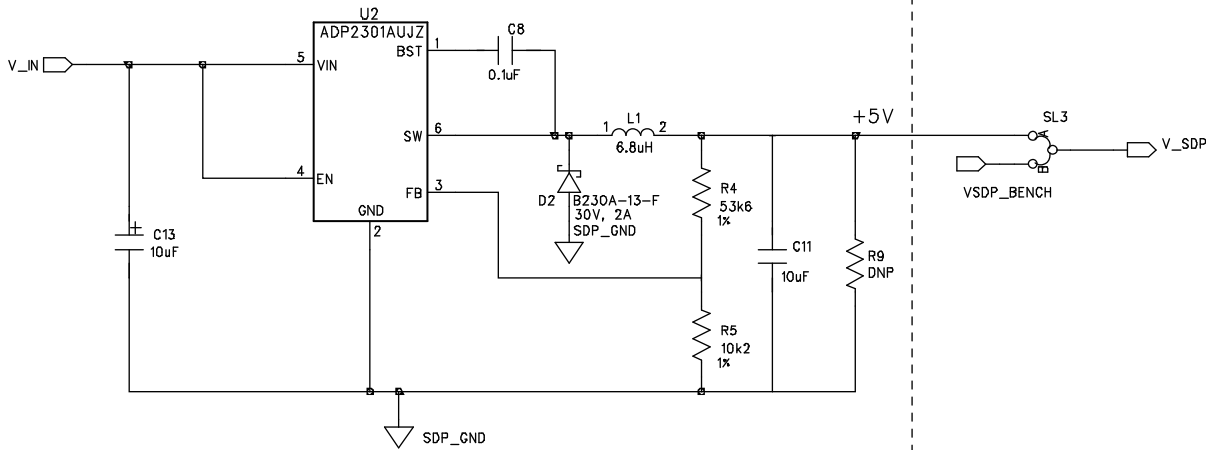 U2
ADP2301AUJZ
V_IN
5
VIN
BST
1
C8
0.1uF
4
EN
SW
6
FB
3
GND
2
C13
+
10uF
1
L1
2
6.8uH
D2
B230A-13-F
30V, 2A
SDP_GND
R4
53k6
1%
R5
10k2
1%
C11
10uF
R9
DNP
+5V
SL3
A
B
V_SDP
VSDP_BENCH
SDP_GND